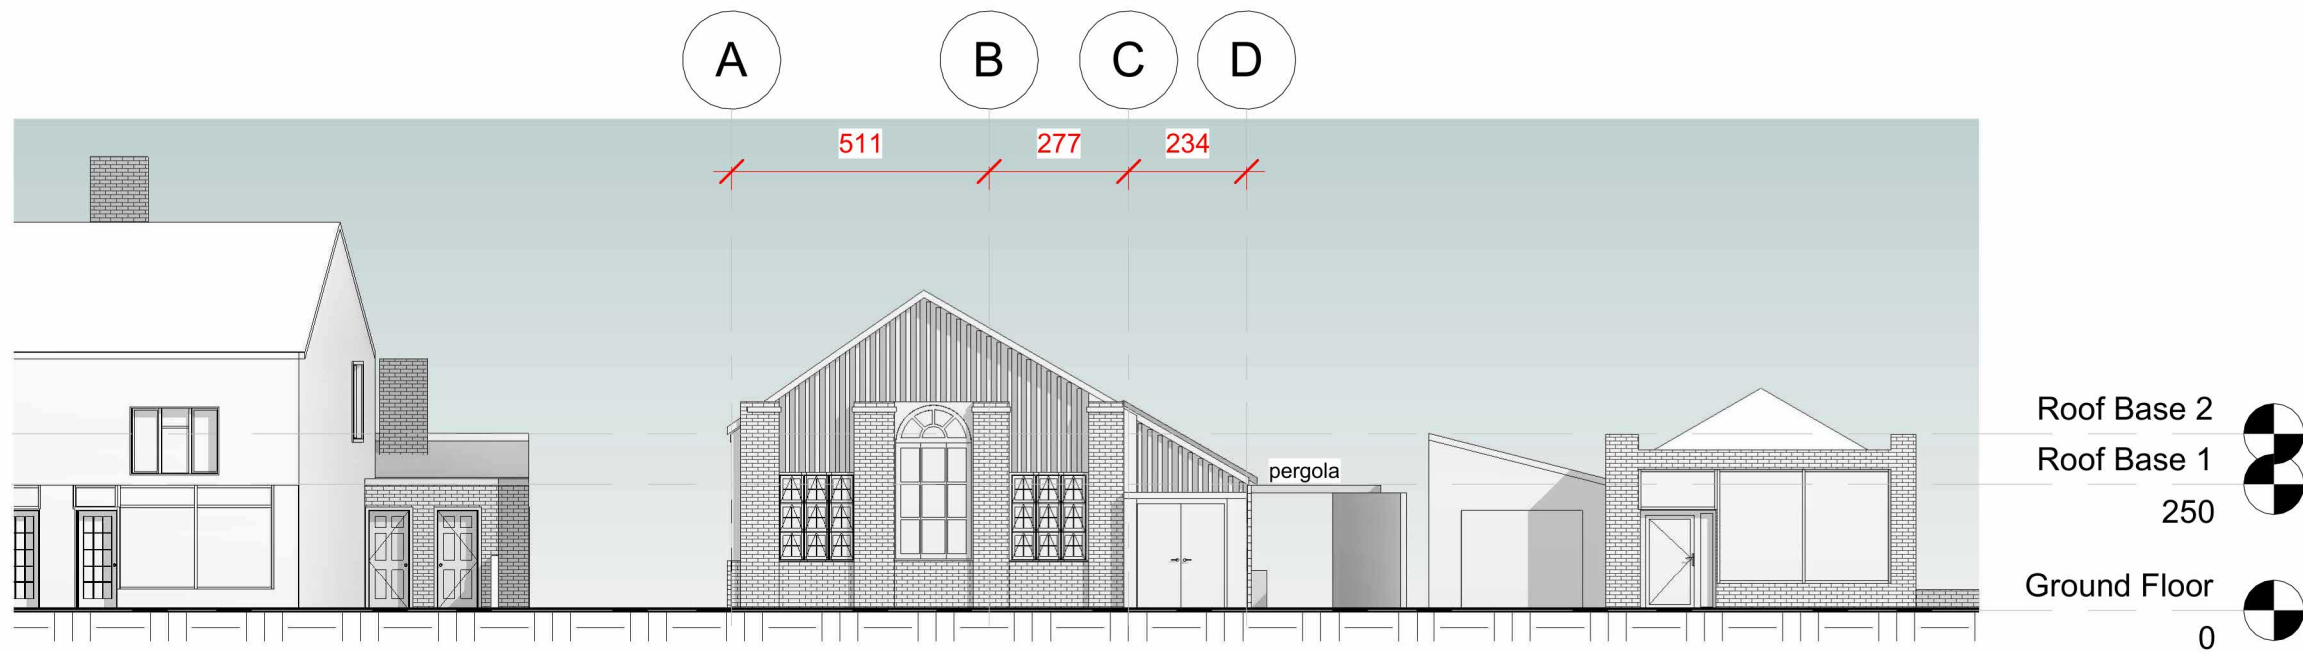 A B C D
511 277 234
pergola
Roof Base 2
Roof Base 1
250
Ground Floor
0